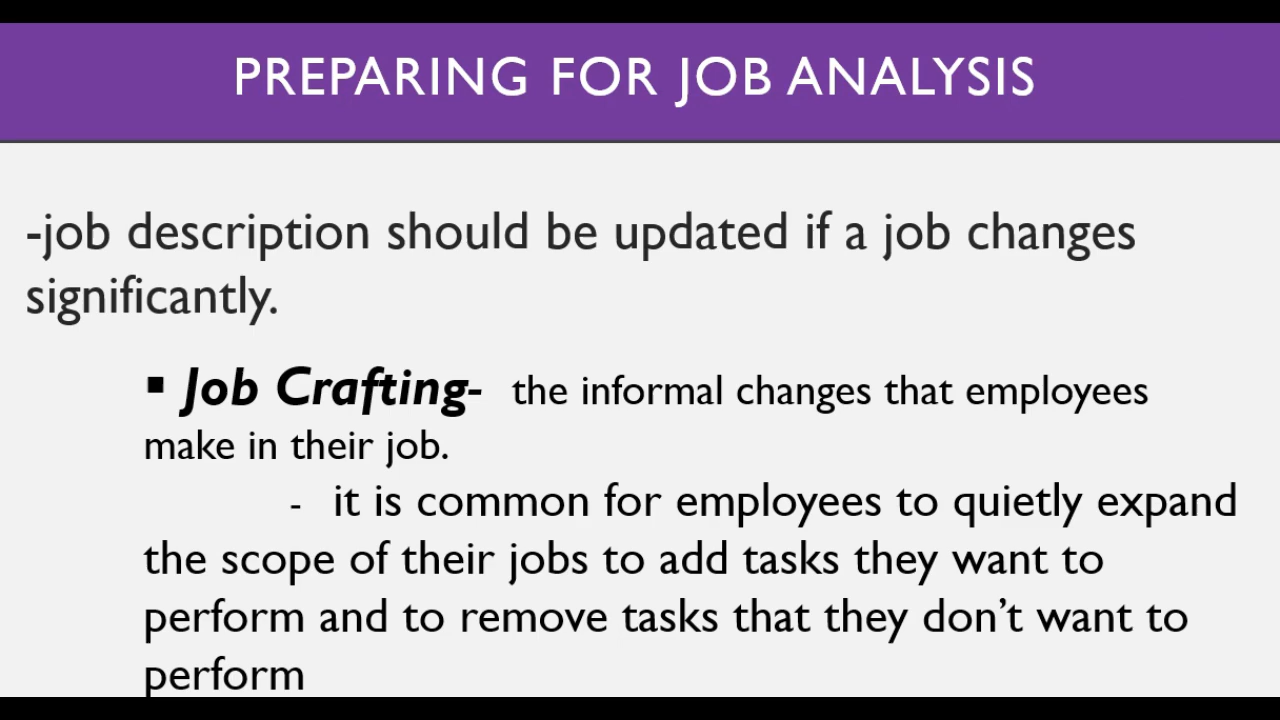 PREPARING FOR JOB ANALYSIS
-job description should be updated if a job changes
significantly.
▪ Job Crafting- the informal changes that employees
make in their job.
- it is common for employees to quietly expand
the scope of their jobs to add tasks they want to
perform and to remove tasks that they don’t want to
perform